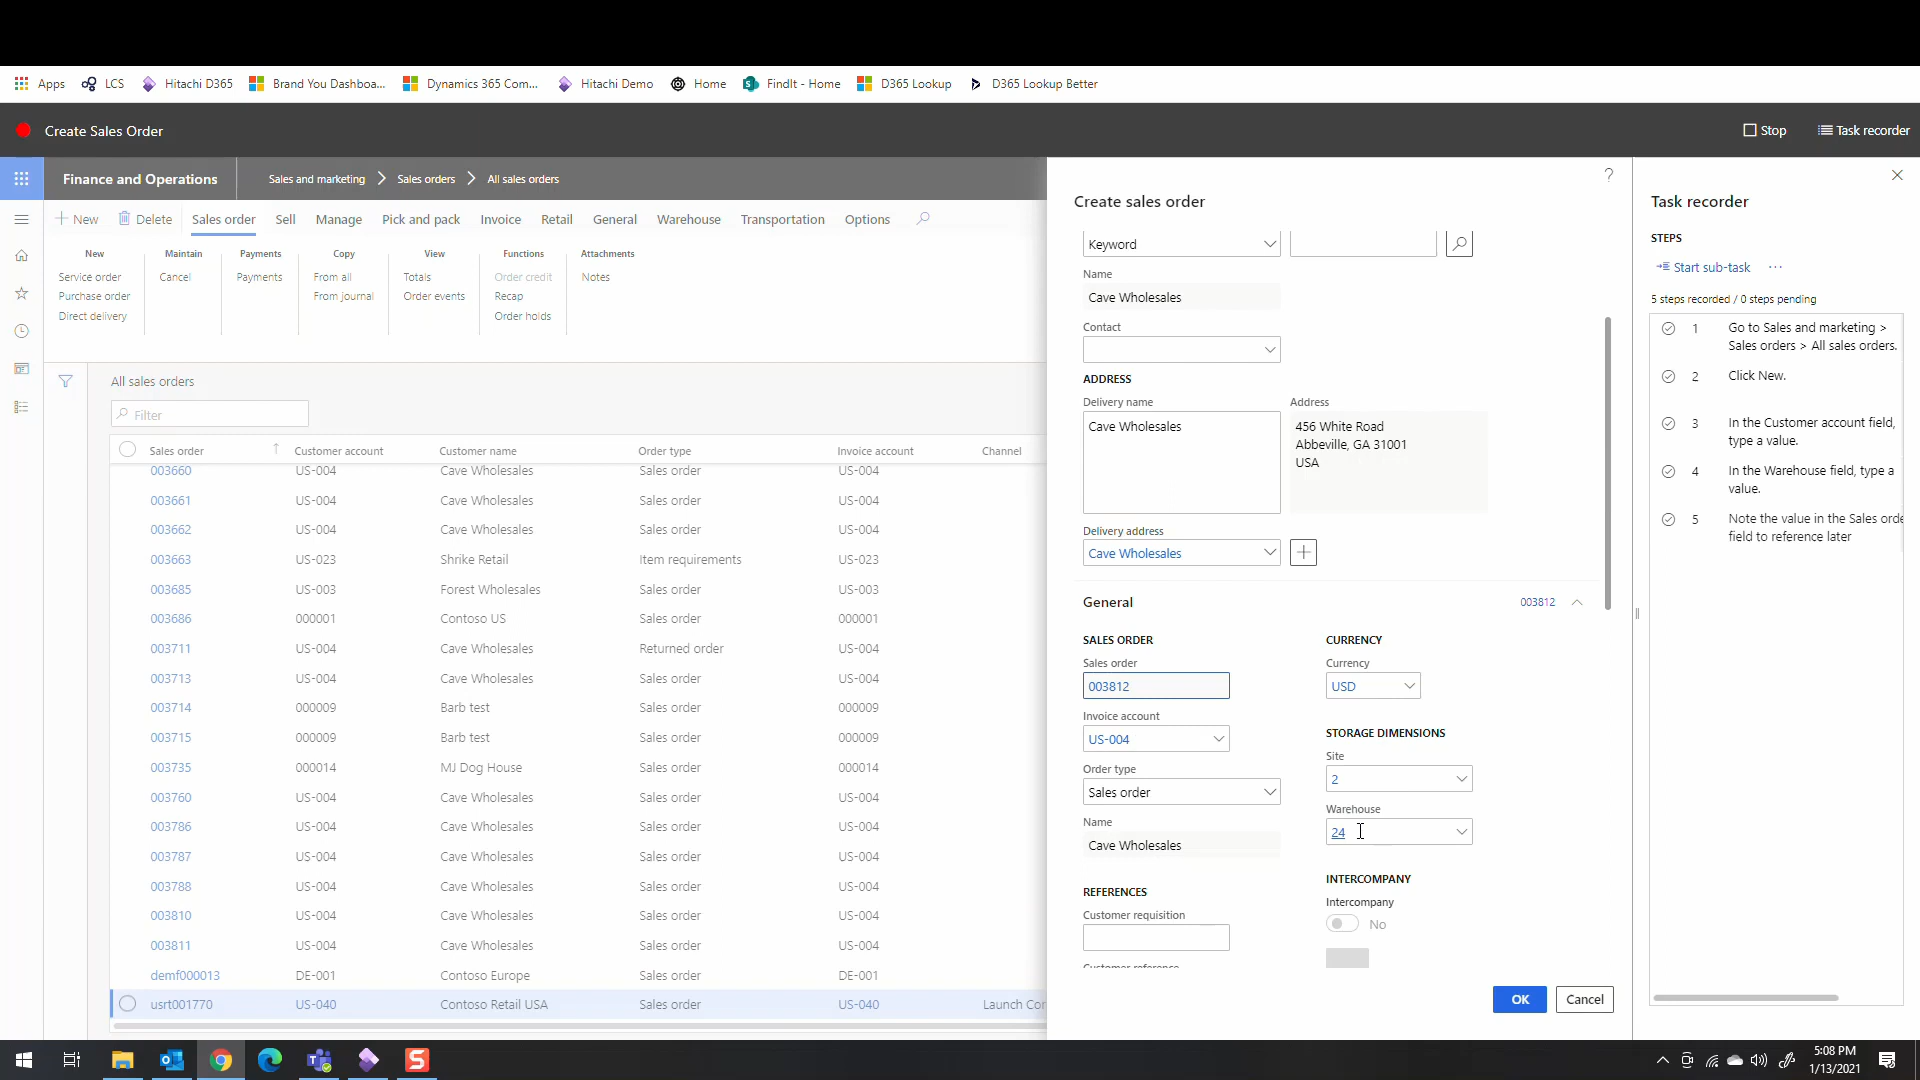 Apps LCS Hitachi D365 Brand You Dashboa... Dynamics 365 Com... Hitachi Demo Home FindIt - Home D365 Lookup D365 Lookup Better
Create Sales Order Stop Task recorder
Finance and Operations Sales and marketing Sales orders All sales orders
New Delete Sales order Sell Manage Pick and pack Invoice Retail General Warehouse Transportation Options
New Maintain Payments Copy View Functions Attachments
Service order Cancel Payments From all Totals Order credit Notes
Purchase order From journal Order events Recap
Direct delivery Order holds
All sales orders
Filter
Sales order Customer account Customer name Order type Invoice account Channel
003660 US-004 Cave Wholesales Sales order US-004
003661 US-004 Cave Wholesales Sales order US-004
003662 US-004 Cave Wholesales Sales order US-004
003663 US-023 Shrike Retail Item requirements US-023
003685 US-003 Forest Wholesales Sales order US-003
003686 000001 Contoso US Sales order 000001
003711 US-004 Cave Wholesales Returned order US-004
003713 US-004 Cave Wholesales Sales order US-004
003714 000009 Barb test Sales order 000009
003715 000009 Barb test Sales order 000009
003735 000014 MJ Dog House Sales order 000014
003760 US-004 Cave Wholesales Sales order US-004
003786 US-004 Cave Wholesales Sales order US-004
003787 US-004 Cave Wholesales Sales order US-004
003788 US-004 Cave Wholesales Sales order US-004
003810 US-004 Cave Wholesales Sales order US-004
003811 US-004 Cave Wholesales Sales order US-004
demf000013 DE-001 Contoso Europe Sales order DE-001
usrt001770 US-040 Contoso Retail USA Sales order US-040 Launch Cor
?
Create sales order
Keyword
Name
Cave Wholesales
Contact
ADDRESS
Delivery name Address
Cave Wholesales 456 White Road
Abbeville, GA 31001
USA
Delivery address
Cave Wholesales
General 003812
SALES ORDER CURRENCY
Sales order Currency
003812 USD
Invoice account
US-004 STORAGE DIMENSIONS
Site
Order type 2
Sales order Warehouse
Name 24
Cave Wholesales
INTERCOMPANY
REFERENCES Intercompany
Customer requisition No
Customer reference
OK Cancel
Task recorder
STEPS
Start sub-task ...
5 steps recorded / 0 steps pending
1 Go to Sales and marketing >
Sales orders > All sales orders.
2 Click New.
3 In the Customer account field,
type a value.
4 In the Warehouse field, type a
value.
5 Note the value in the Sales orde
field to reference later
5:08 PM
1/13/2021